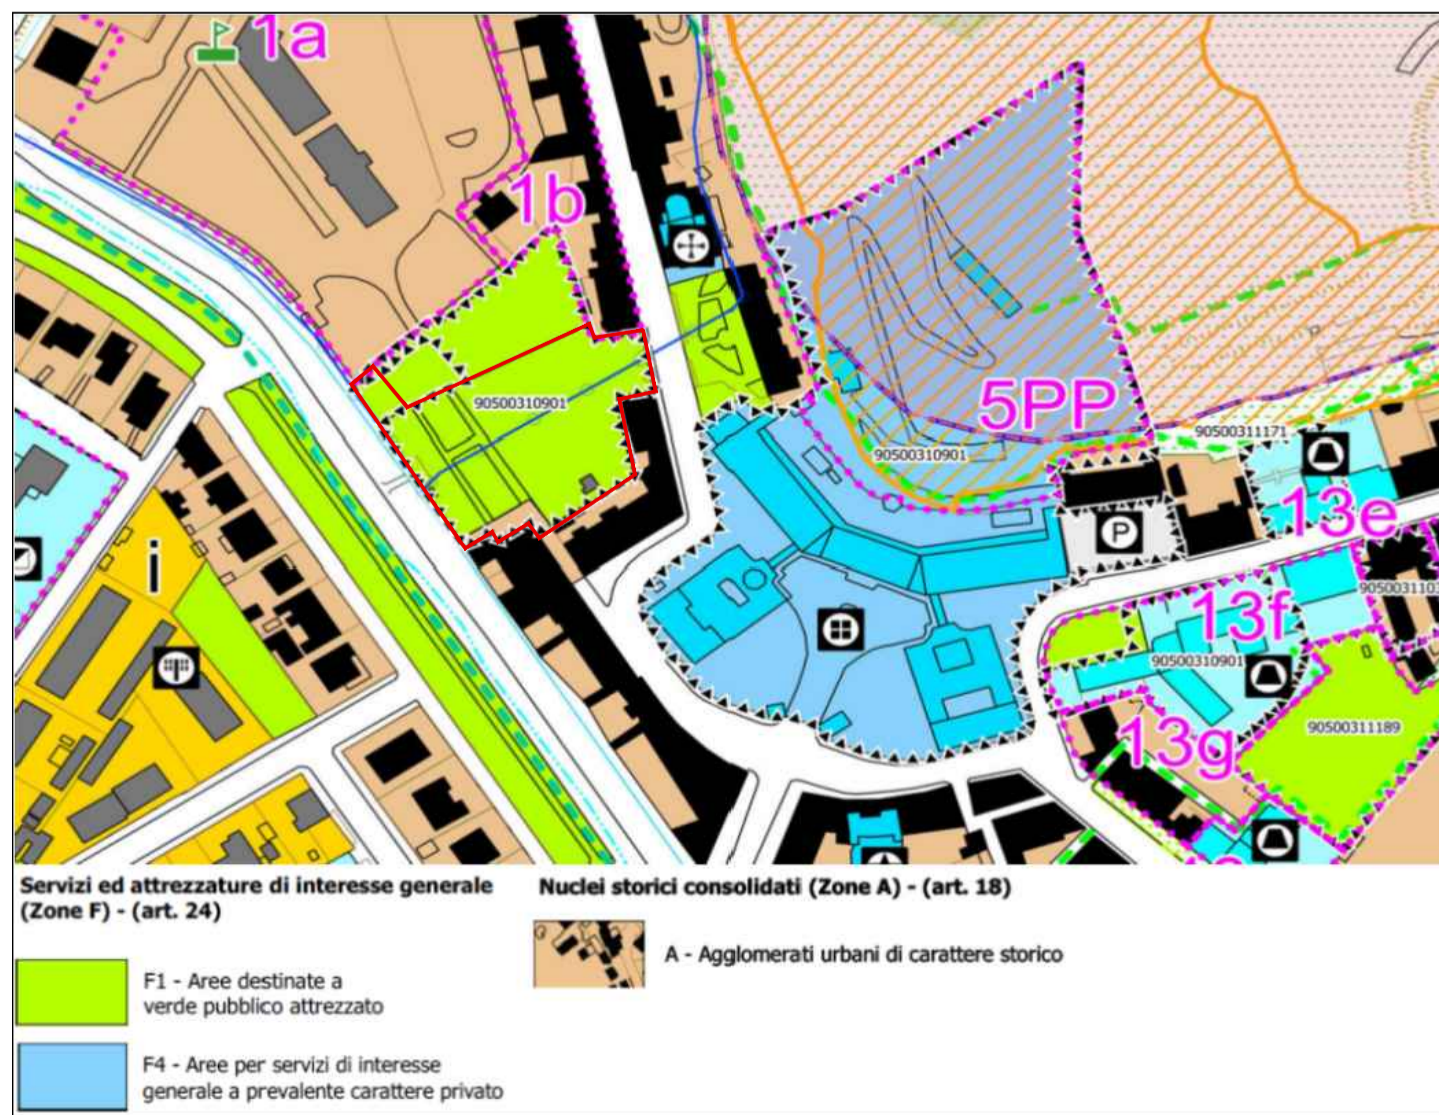 1a
1b
90500310901
5PP
90500311171
90500310901
13e
P
i
13f
90500310901
13g
90500311189
Servizi ed attrezzature di interesse generale
(Zone F) - (art. 24)
Nuclei storici consolidati (Zone A) - (art. 18)
A - Agglomerati urbani di carattere storico
F1 - Aree destinate a
verde pubblico attrezzato
F4 - Aree per servizi di interesse
generale a prevalente carattere privato